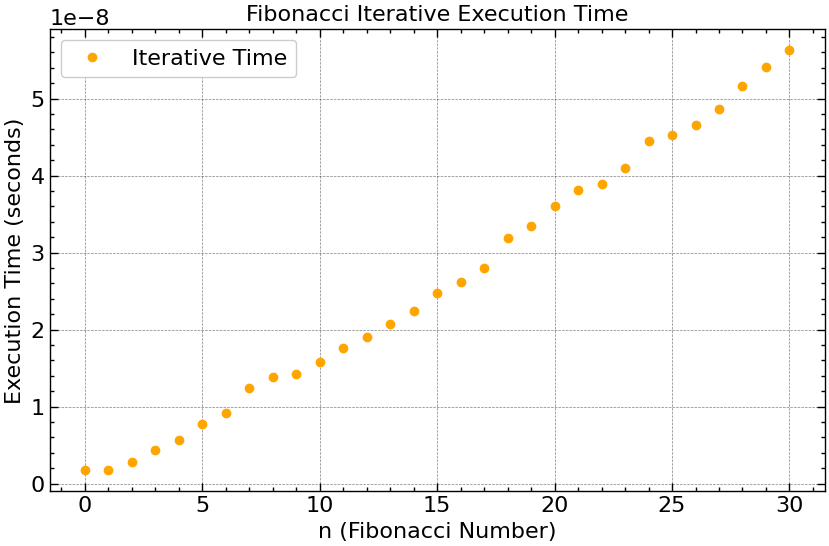 Fibonacci Iterative Execution Time
1e−8
Iterative Time
Execution Time (seconds)
5
4
3
2
1
0
0 5 10 15 20 25 30
n (Fibonacci Number)